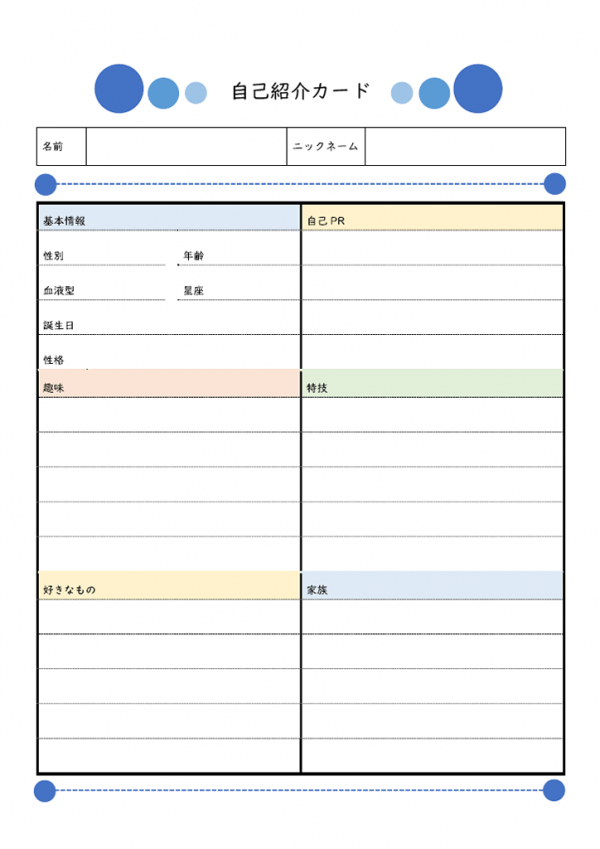 自己紹介カード
名前 ニックネーム
基本情報 自己PR
性別 年齢
血液型 星座
誕生日
性格
趣味 特技
好きなもの 家族